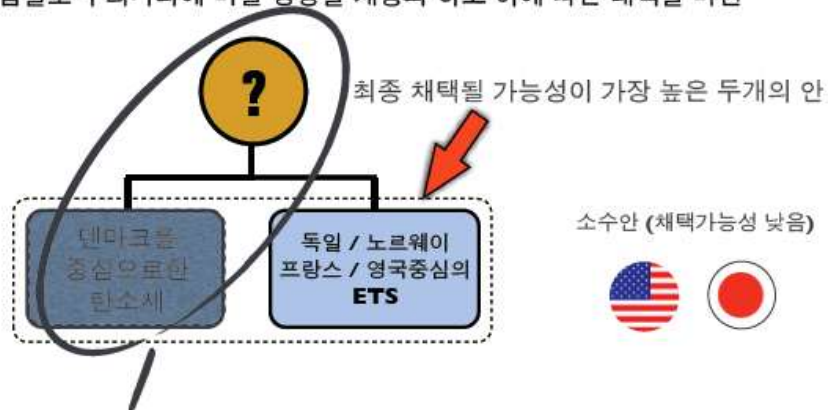 ?
최종 채택될 가능성이 가장 높은 두개의 안
소수안 (채택가능성 낮음)
덴마크을
중심으로한
탄소세
독일 / 노르웨이
프랑스 / 영국중심의
ETS